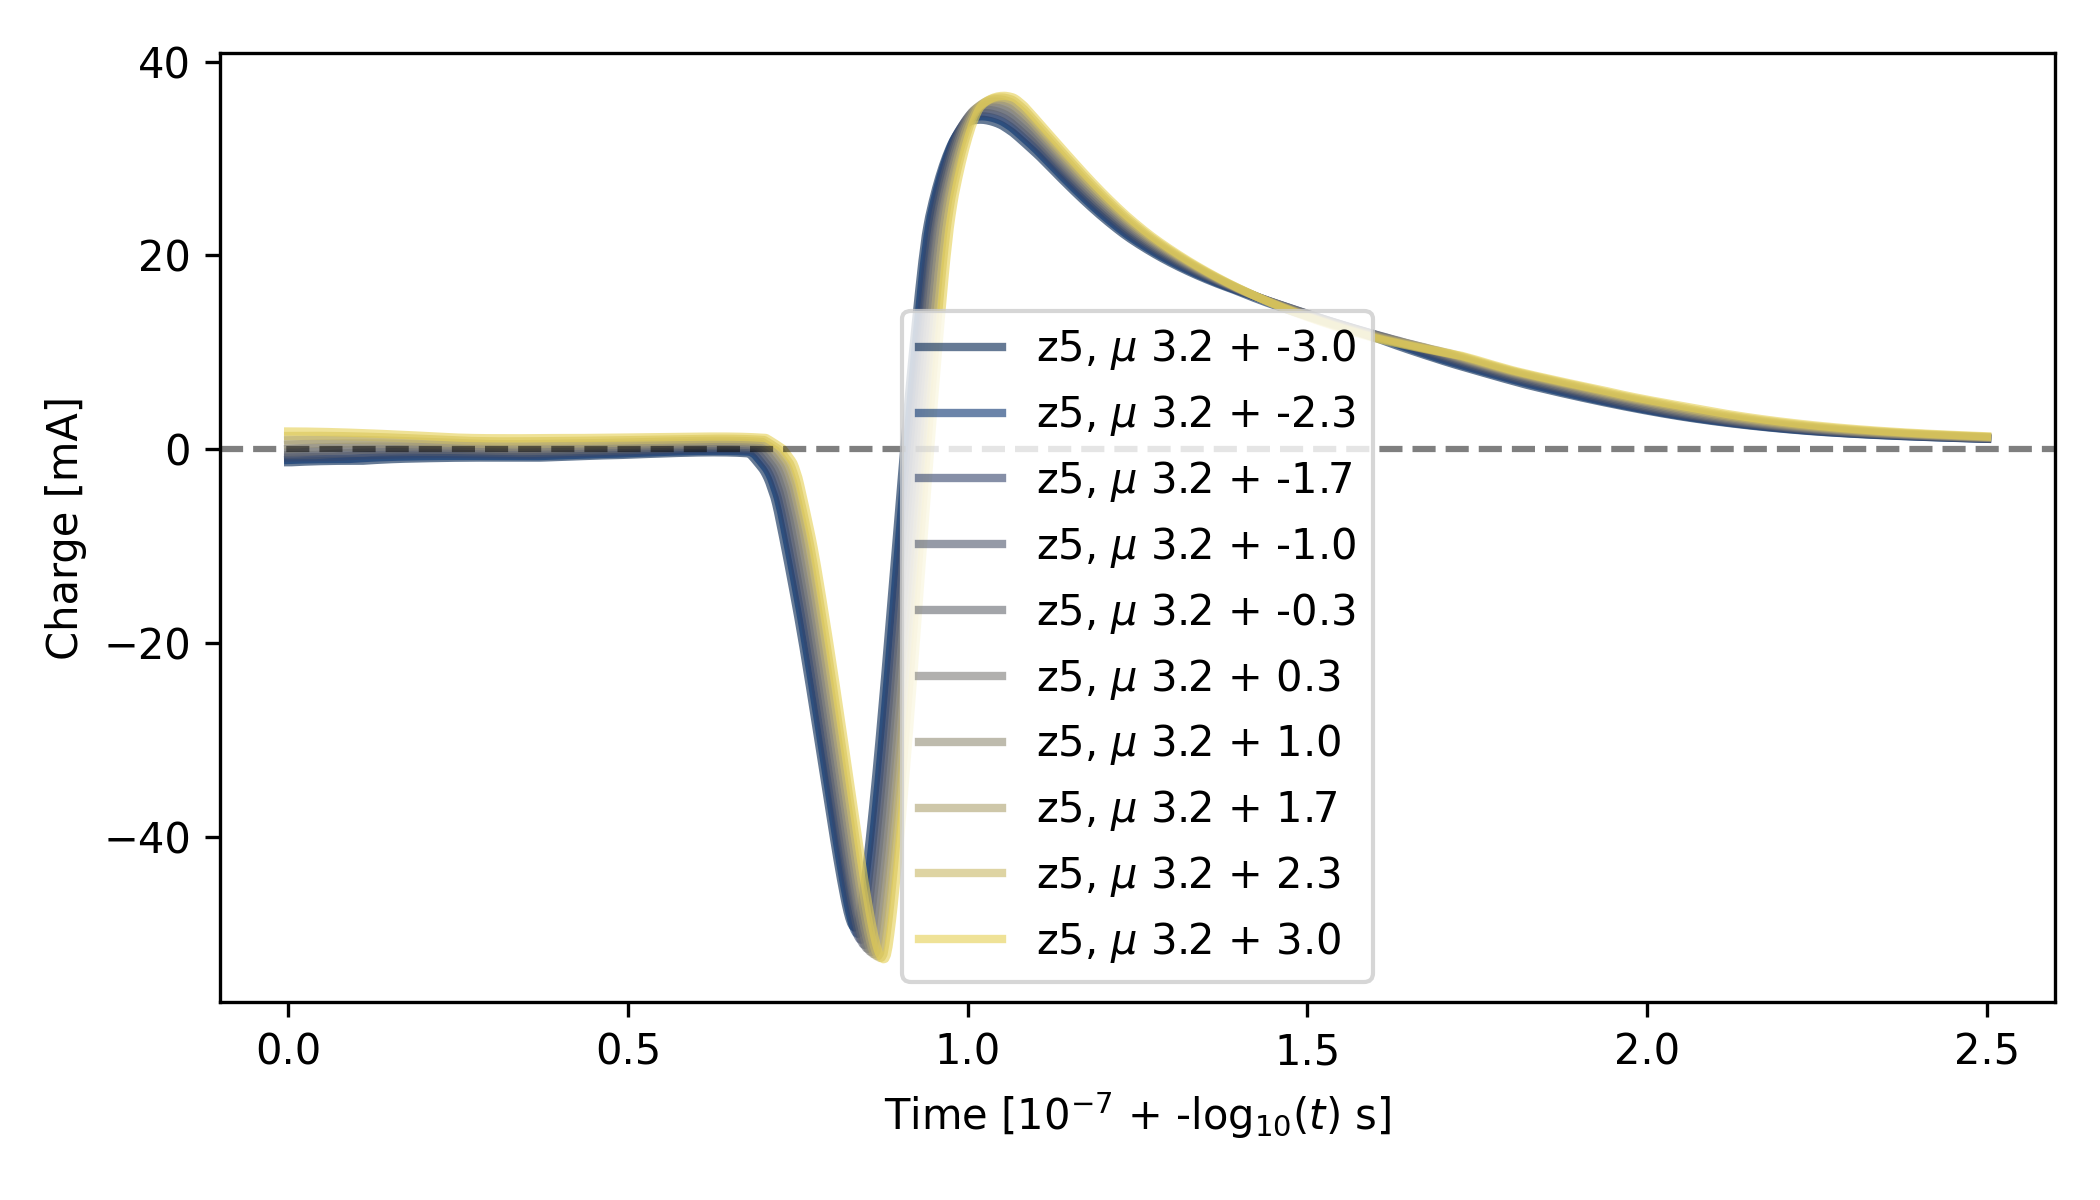 40
20
0
−20
−40
Charge [mA]
z5, μ 3.2 + -3.0
z5, μ 3.2 + -2.3
z5, μ 3.2 + -1.7
z5, μ 3.2 + -1.0
z5, μ 3.2 + -0.3
z5, μ 3.2 + 0.3
z5, μ 3.2 + 1.0
z5, μ 3.2 + 1.7
z5, μ 3.2 + 2.3
z5, μ 3.2 + 3.0
0.0 0.5 1.0 1.5 2.0 2.5
Time [10⁻⁷ + -log₁₀(t) s]